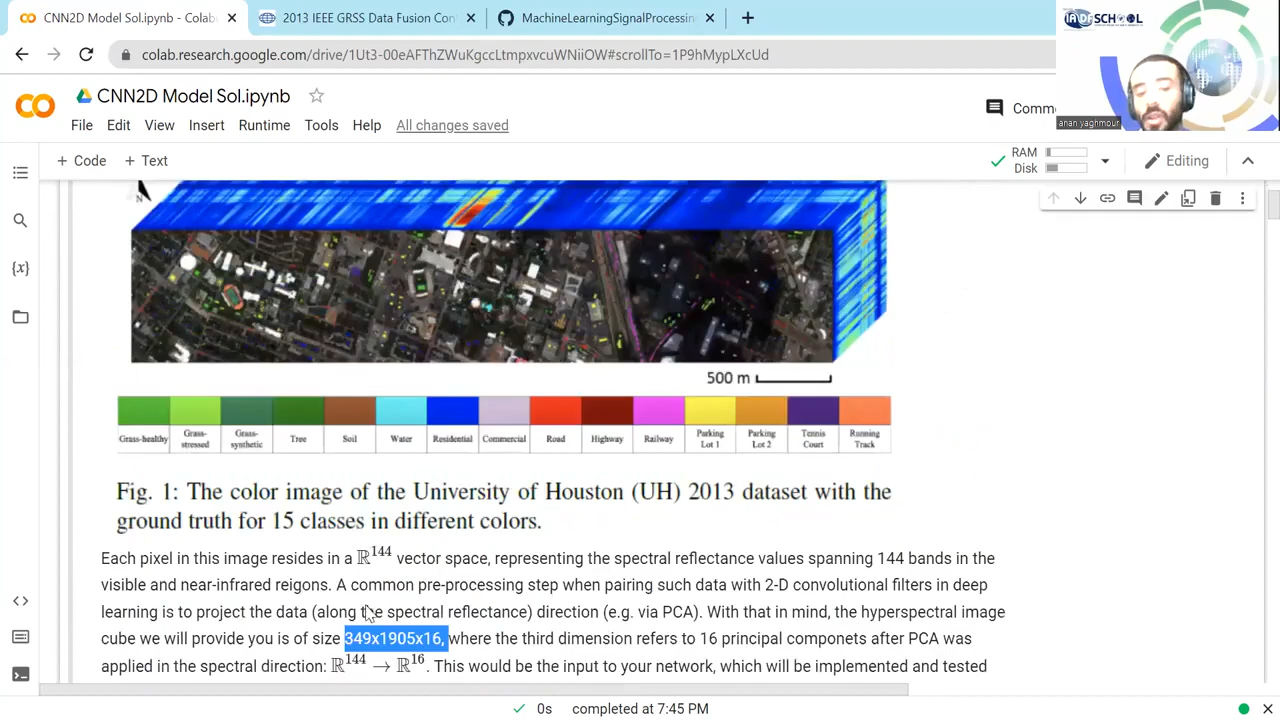 CNN2D Model Sol.ipynb - Colab
2013 IEEE GRSS Data Fusion Con
MachineLearningSignalProcessin
colab.research.google.com/drive/1Ut3-00eAFThZWuKgccLtnpxvcuWNiiOW#scrollTo=1P9hMypLXcUd
IADFSCHOOL
anan yaghmour
CNN2D Model Sol.ipynb
Comme
File Edit View Insert Runtime Tools Help All changes saved
+ Code + Text
RAM
Disk
Editing
N
500 m
Grass-healthy Grass-stressed Grass-synthetic Tree Soil Water Residential Commercial Road Highway Railway Parking Lot 1 Parking Lot 2 Tennis Court Running Track
Fig. 1: The color image of the University of Houston (UH) 2013 dataset with the
ground truth for 15 classes in different colors.
Each pixel in this image resides in a ℝ¹⁴⁴ vector space, representing the spectral reflectance values spanning 144 bands in the
visible and near-infrared reigons. A common pre-processing step when pairing such data with 2-D convolutional filters in deep
learning is to project the data (along the spectral reflectance) direction (e.g. via PCA). With that in mind, the hyperspectral image
cube we will provide you is of size 349x1905x16, where the third dimension refers to 16 principal componets after PCA was
applied in the spectral direction: ℝ¹⁴⁴ → ℝ¹⁶. This would be the input to your network, which will be implemented and tested
0s completed at 7:45 PM